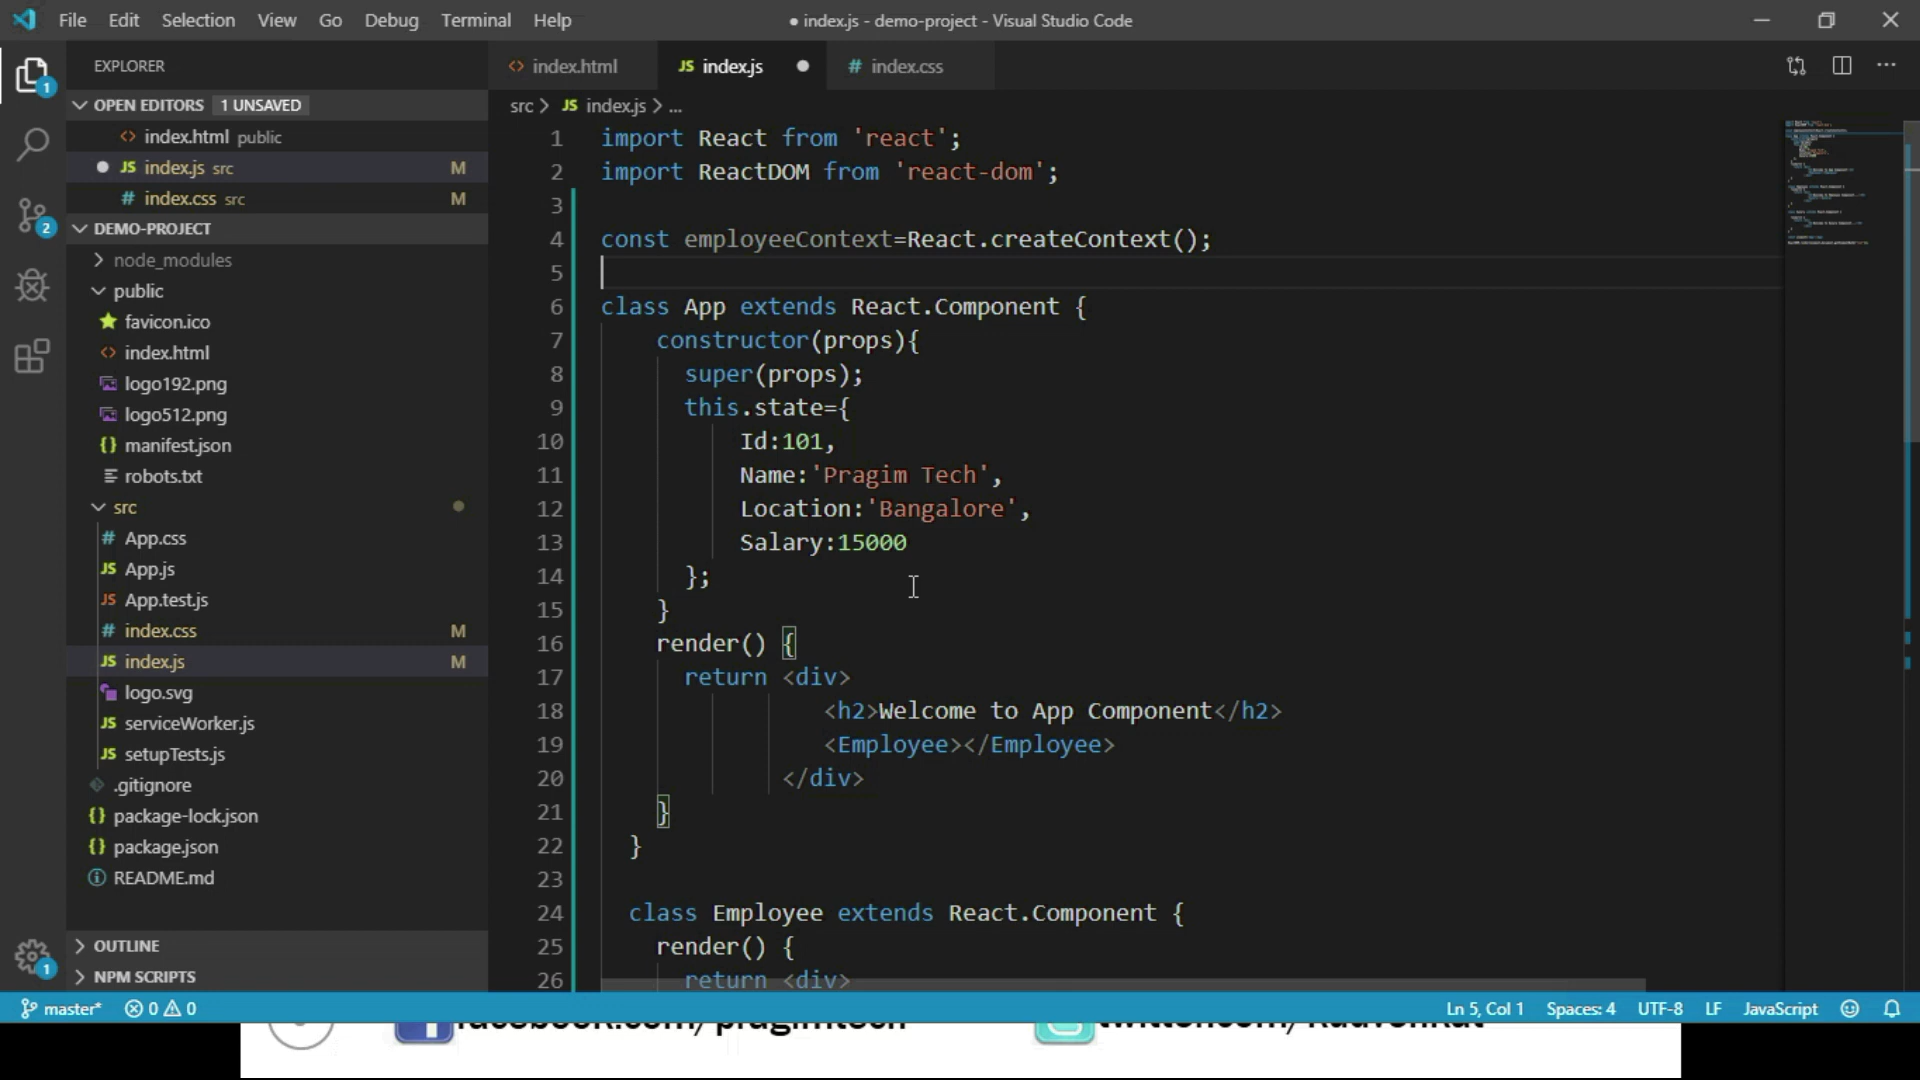 File Edit Selection View Go Debug Terminal Help
● index.js - demo-project - Visual Studio Code
EXPLORER
OPEN EDITORS 1 UNSAVED
index.html public
index.js src M
index.css src M
DEMO-PROJECT
node_modules
public
favicon.ico
index.html
logo192.png
logo512.png
manifest.json
robots.txt
src
App.css
App.js
App.test.js
index.css M
index.js M
logo.svg
serviceWorker.js
setupTests.js
.gitignore
package-lock.json
package.json
README.md
OUTLINE
NPM SCRIPTS
1
2
1
index.html
JS index.js
# index.css
src > JS index.js > ...
1 import React from 'react';
2 import ReactDOM from 'react-dom';
3
4 const employeeContext=React.createContext();
5
6 class App extends React.Component {
7 constructor(props){
8 super(props);
9 this.state={
10 Id:101,
11 Name:'Pragim Tech',
12 Location:'Bangalore',
13 Salary:15000
14 };
15 }
16 render() {
17 return <div>
18 <h2>Welcome to App Component</h2>
19 <Employee></Employee>
20 </div>
21 }
22 }
23
24 class Employee extends React.Component {
25 render() {
26 return <div>
master* 0 0
Ln 5, Col 1 Spaces: 4 UTF-8 LF JavaScript
facebook.com/pragimtech